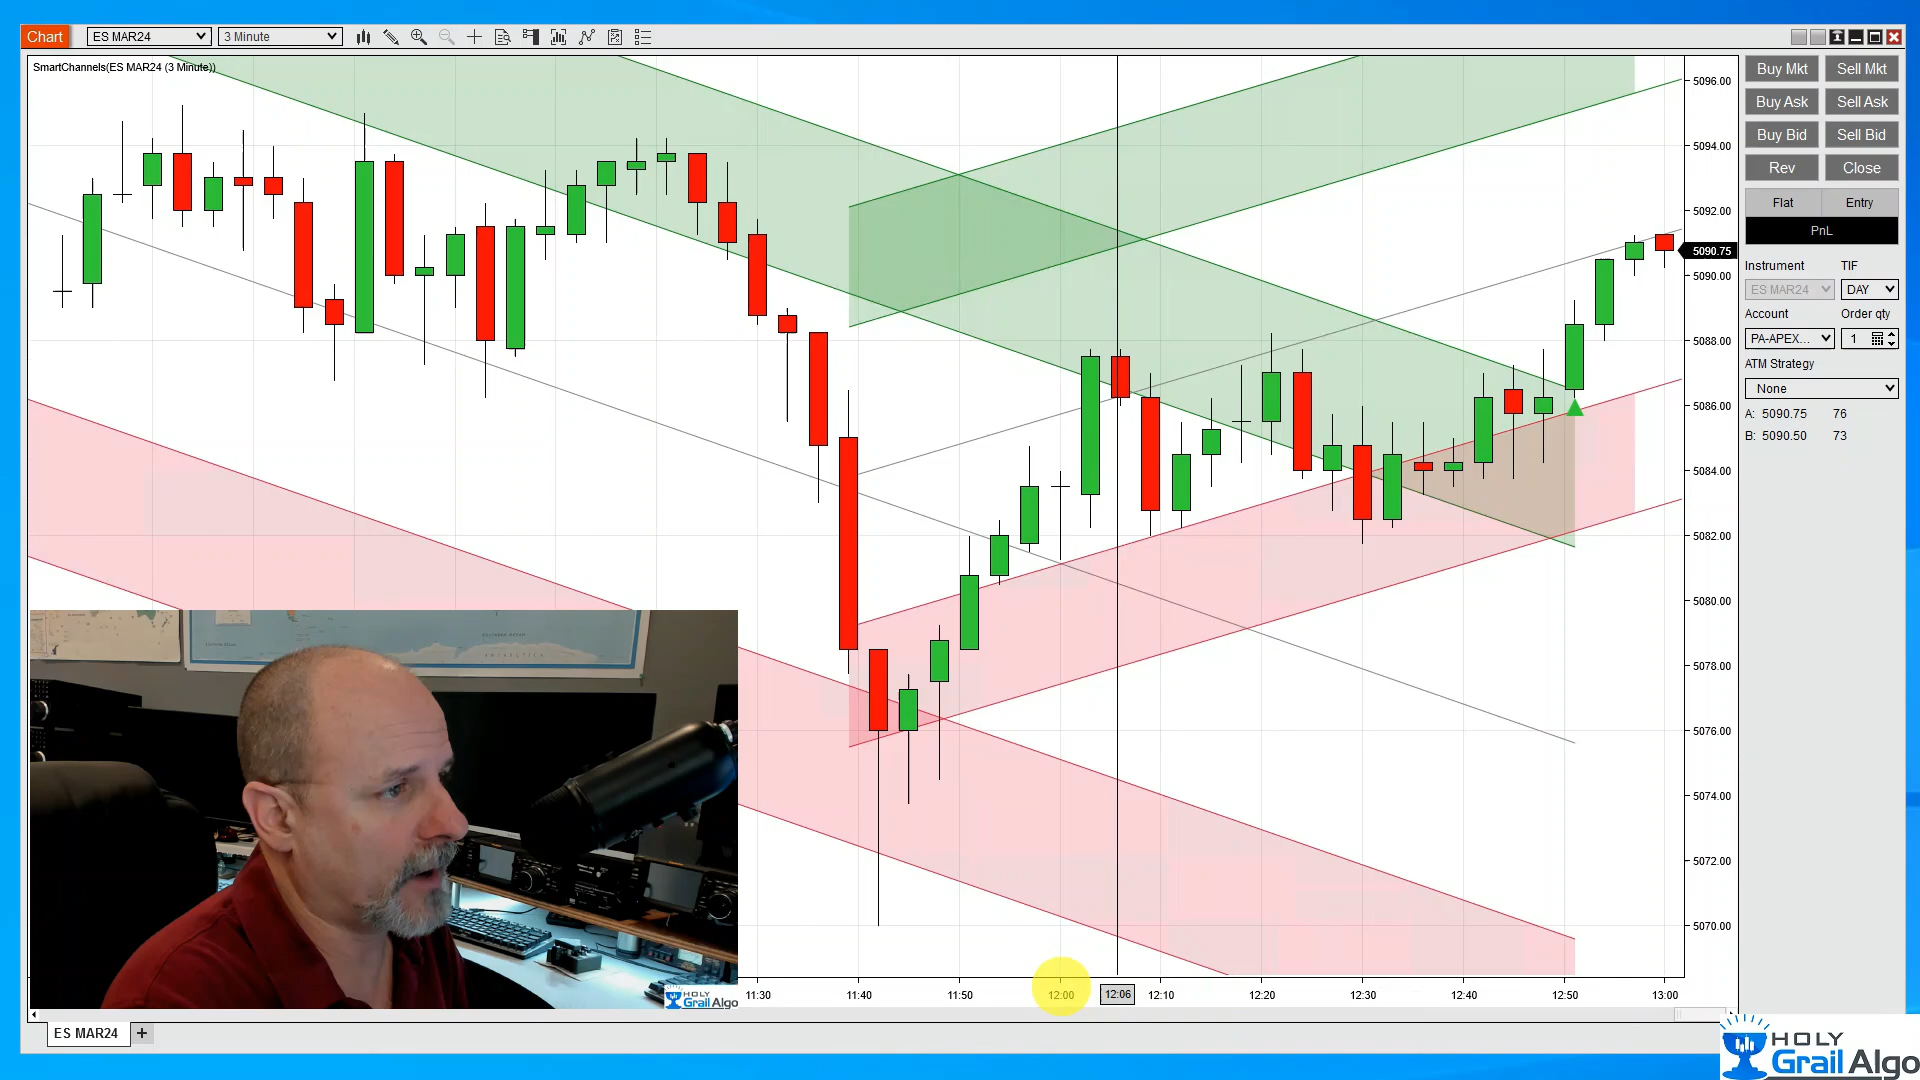 Chart
ES MAR24
3 Minute
SmartChannels(ES MAR24 (3 Minute))
5096.00
5094.00
5092.00
5090.75
5090.00
5088.00
5086.00
5084.00
5082.00
5080.00
5078.00
5076.00
5074.00
5072.00
5070.00
11:30
11:40
11:50
12:00
12:06
12:10
12:20
12:30
12:40
12:50
13:00
Buy Mkt
Sell Mkt
Buy Ask
Sell Ask
Buy Bid
Sell Bid
Rev
Close
Flat
Entry
PnL
Instrument
TIF
ES MAR24
DAY
Account
Order qty
PA-APEX...
1
ATM Strategy
None
A: 5090.75 76
B: 5090.50 73
ANTARCTICA
HOLY
Grail Algo
ES MAR24
+
HOLY
Grail Algo